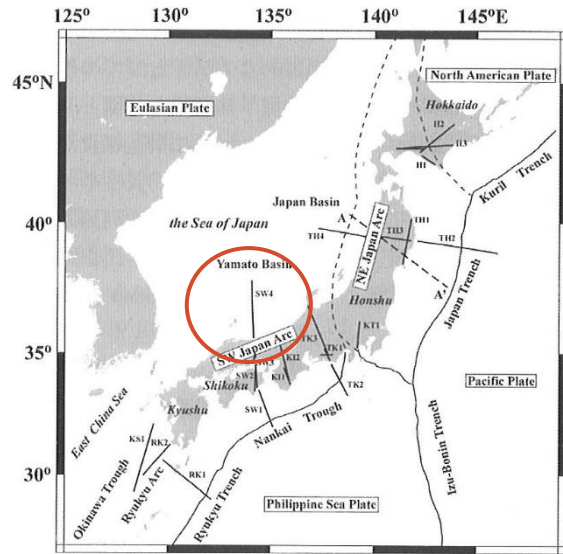 125° 130° 135° 140° 145°E
45°N
North American Plate
Eulasian Plate
Hokkaido
H2
H3
H1
Kuril Trench
Japan Basin
A
40°N
the Sea of Japan
NE Japan Arc
TH1
TH4
TH3
TH2
Yamato Basin
A'
Japan Trench
SW4
Honshu
KT1
TK3
35°N
SW Japan Arc
TK1
SW3
KI2
SW2
KI1
TK2
Pacific Plate
Shikoku
Kyushu
SW1
Nankai Trough
East China Sea
KS1
RK2
Izu-Bonin Trench
30°N
Okinawa Trough
Ryukyu Arc
RK1
Ryukyu Trench
Philippine Sea Plate